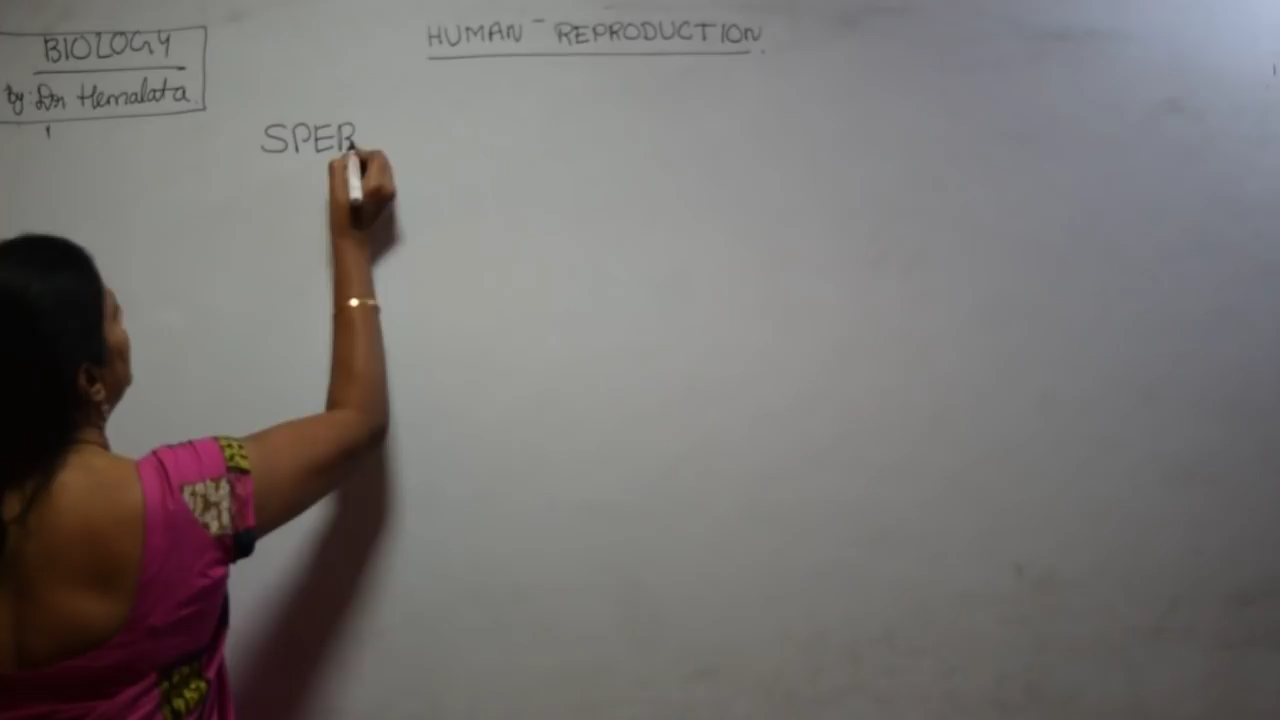 BIOLOGY
by: Dr Hemalata
HUMAN - REPRODUCTION.
SPER